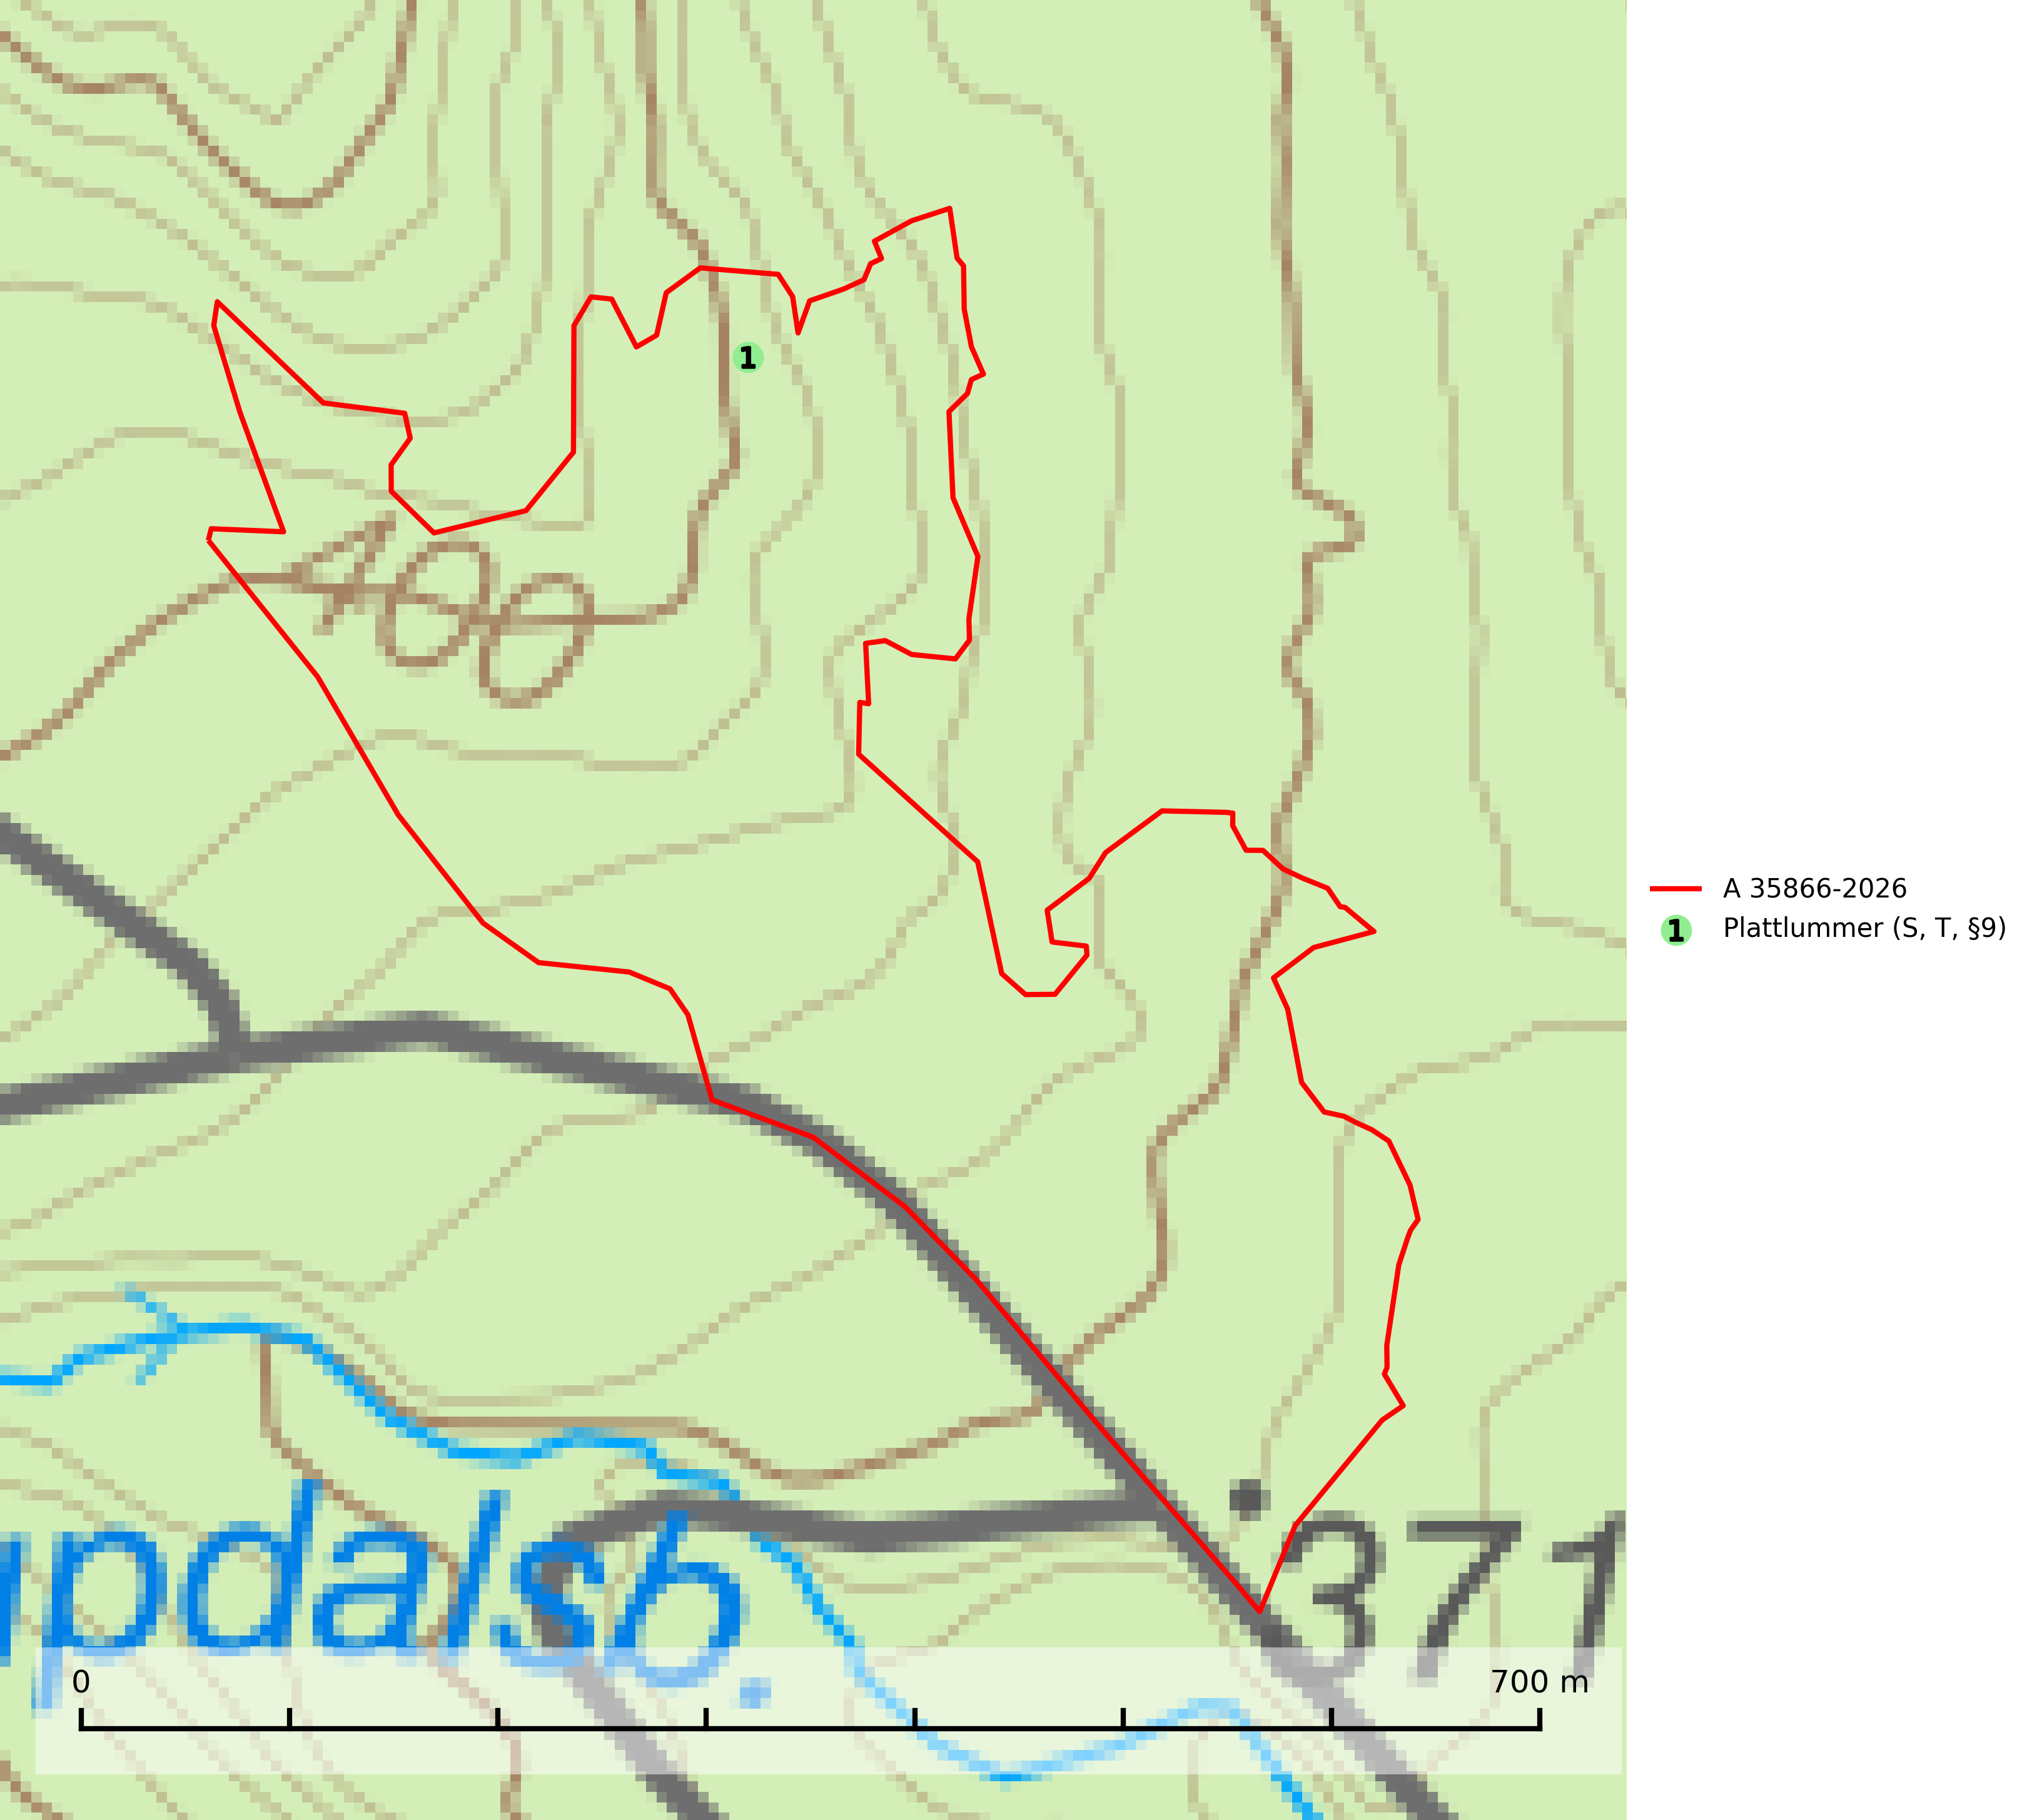 1
400
A 35866-2026
1 Plattlummer (S, T, §9)
371
0 700 m